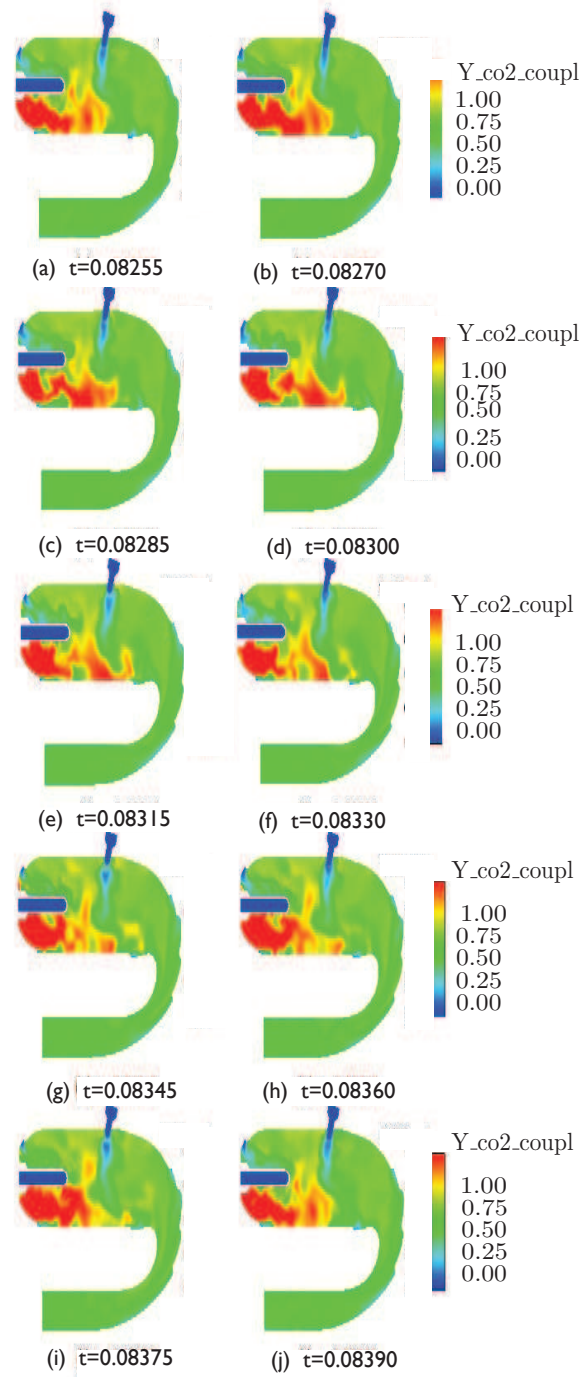 Y_co2_coupl
1.00
0.75
0.50
0.25
0.00
(a) t=0.08255
(b) t=0.08270
Y_co2_coupl
1.00
0.75
0.50
0.25
0.00
(c) t=0.08285
(d) t=0.08300
Y_co2_coupl
1.00
0.75
0.50
0.25
0.00
(e) t=0.08315
(f) t=0.08330
Y_co2_coupl
1.00
0.75
0.50
0.25
0.00
(g) t=0.08345
(h) t=0.08360
Y_co2_coupl
1.00
0.75
0.50
0.25
0.00
(i) t=0.08375
(j) t=0.08390